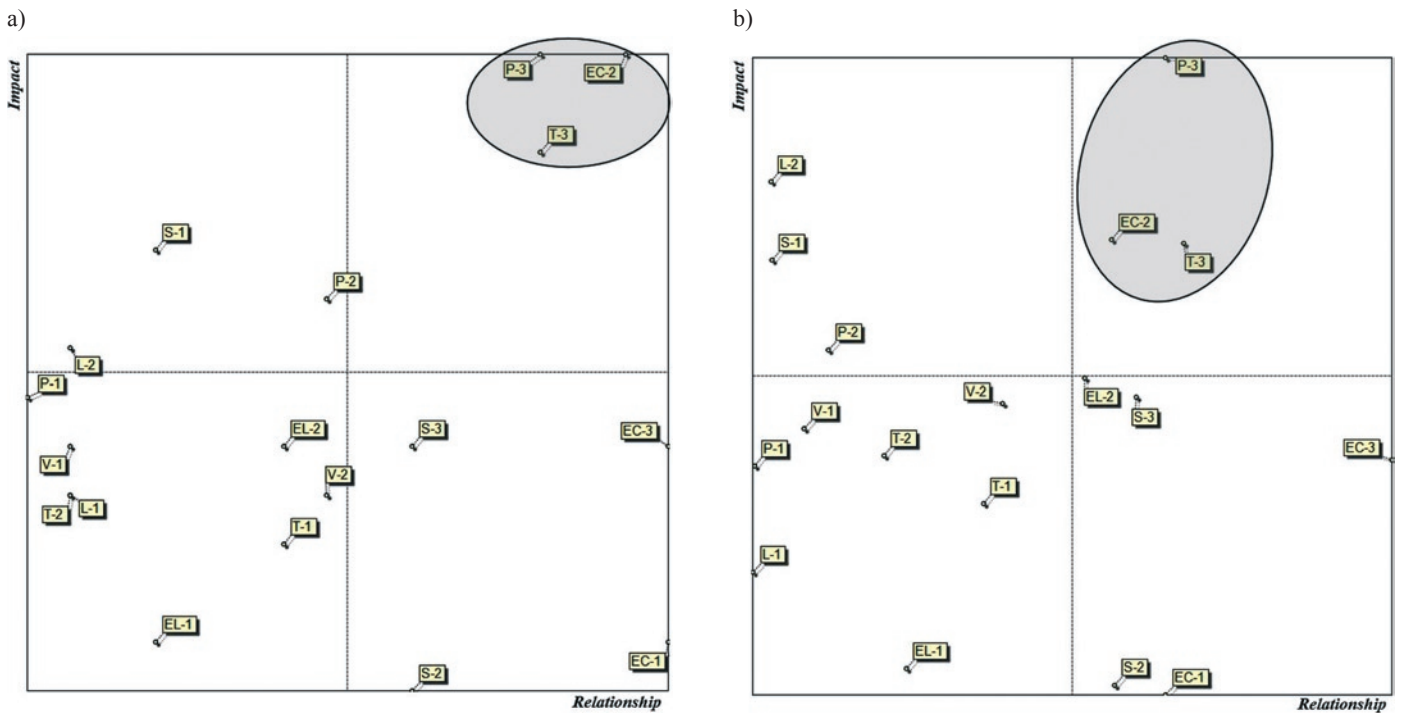 a)
Impact
P-3
EC-2
T-3
S-1
P-2
L-2
P-1
EL-2
S-3
EC-3
V-1
V-2
T-2
L-1
T-1
EL-1
EC-1
S-2
Relationship
b)
Impact
P-3
L-2
EC-2
S-1
T-3
P-2
V-2
EL-2
V-1
S-3
T-2
EC-3
P-1
T-1
L-1
EL-1
S-2
EC-1
Relationship